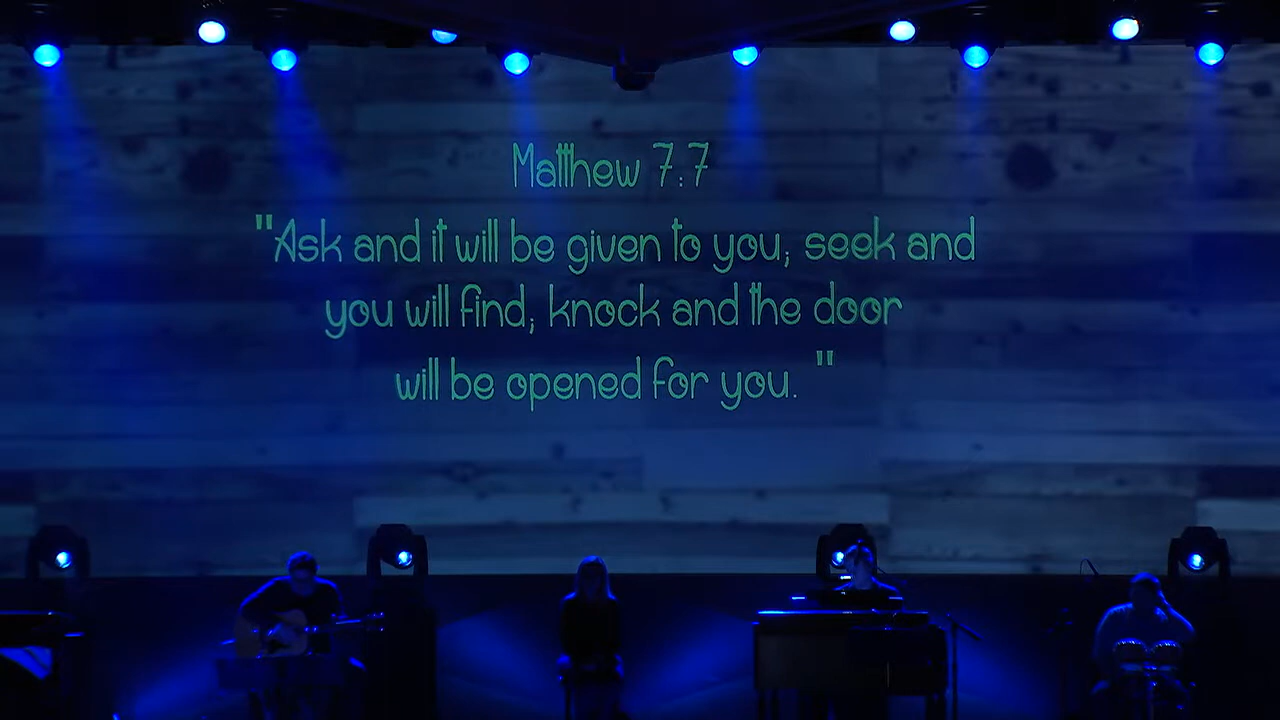 Matthew 7:7
"Ask and it will be given to you; seek and
you will find; knock and the door
will be opened for you. "